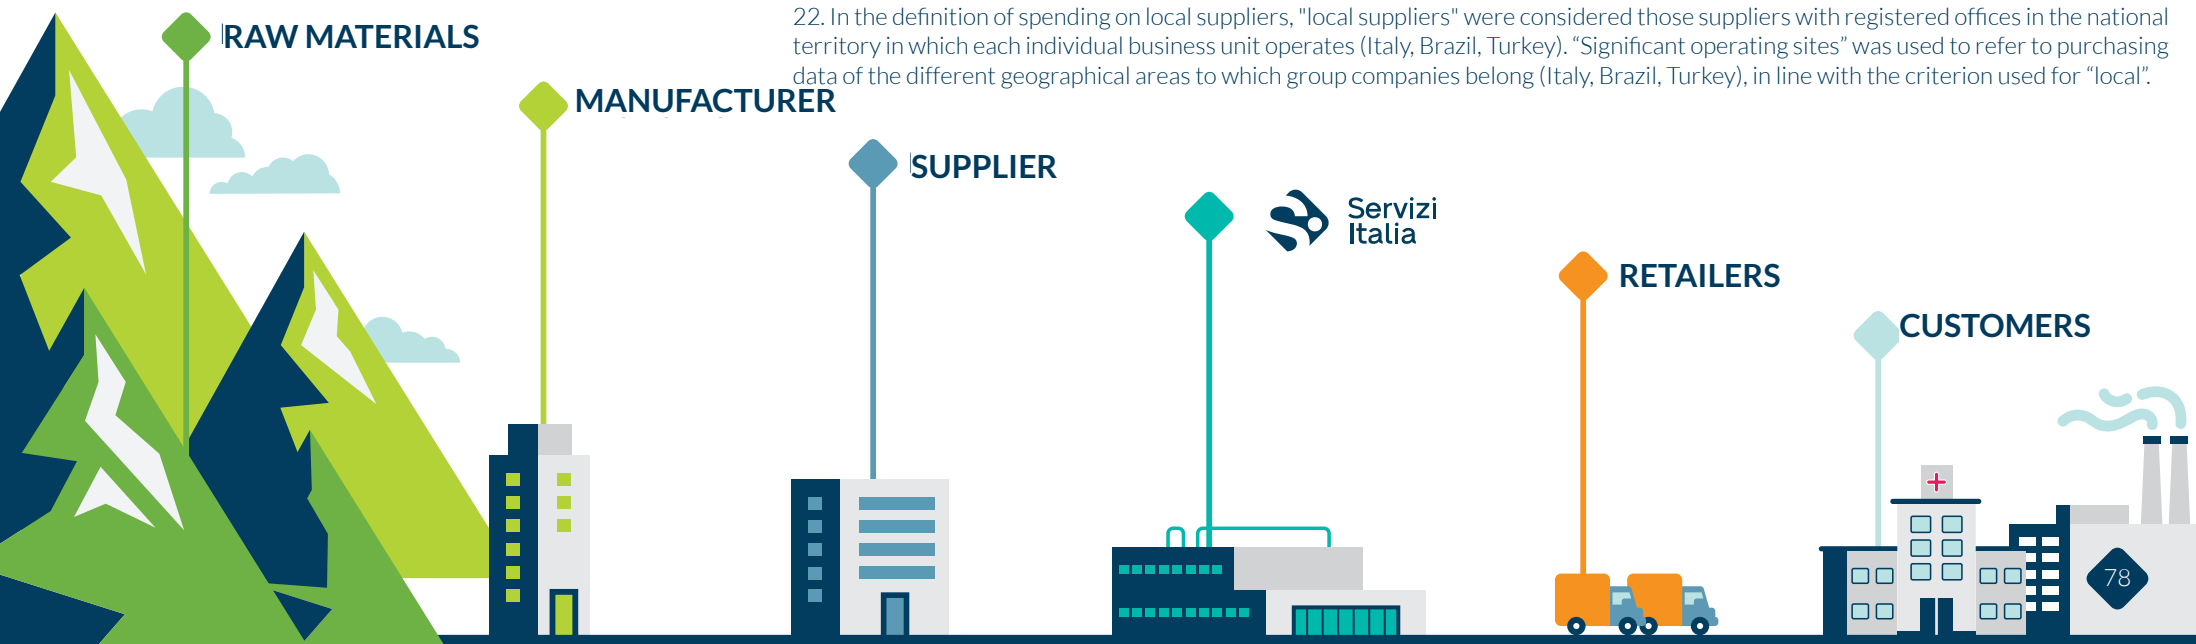 22. In the definition of spending on local suppliers, "local suppliers" were considered those suppliers with registered offices in the national
territory in which each individual business unit operates (Italy, Brazil, Turkey). “Significant operating sites” was used to refer to purchasing
data of the different geographical areas to which group companies belong (Italy, Brazil, Turkey), in line with the criterion used for “local”.
RAW MATERIALS
MANUFACTURER
SUPPLIER
Servizi
Italia
RETAILERS
CUSTOMERS
78